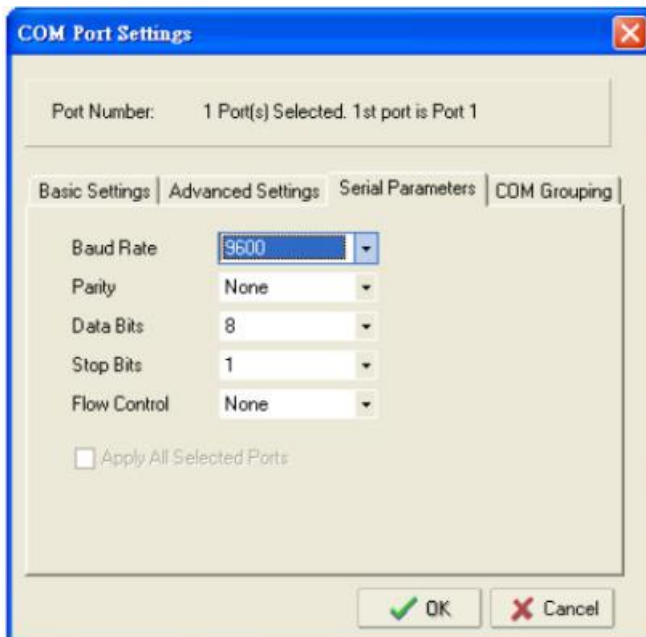 COM Port Settings
Port Number: 1 Port(s) Selected. 1st port is Port 1
Basic Settings Advanced Settings Serial Parameters COM Grouping
Baud Rate 9600
Parity None
Data Bits 8
Stop Bits 1
Flow Control None
Apply All Selected Ports
OK Cancel